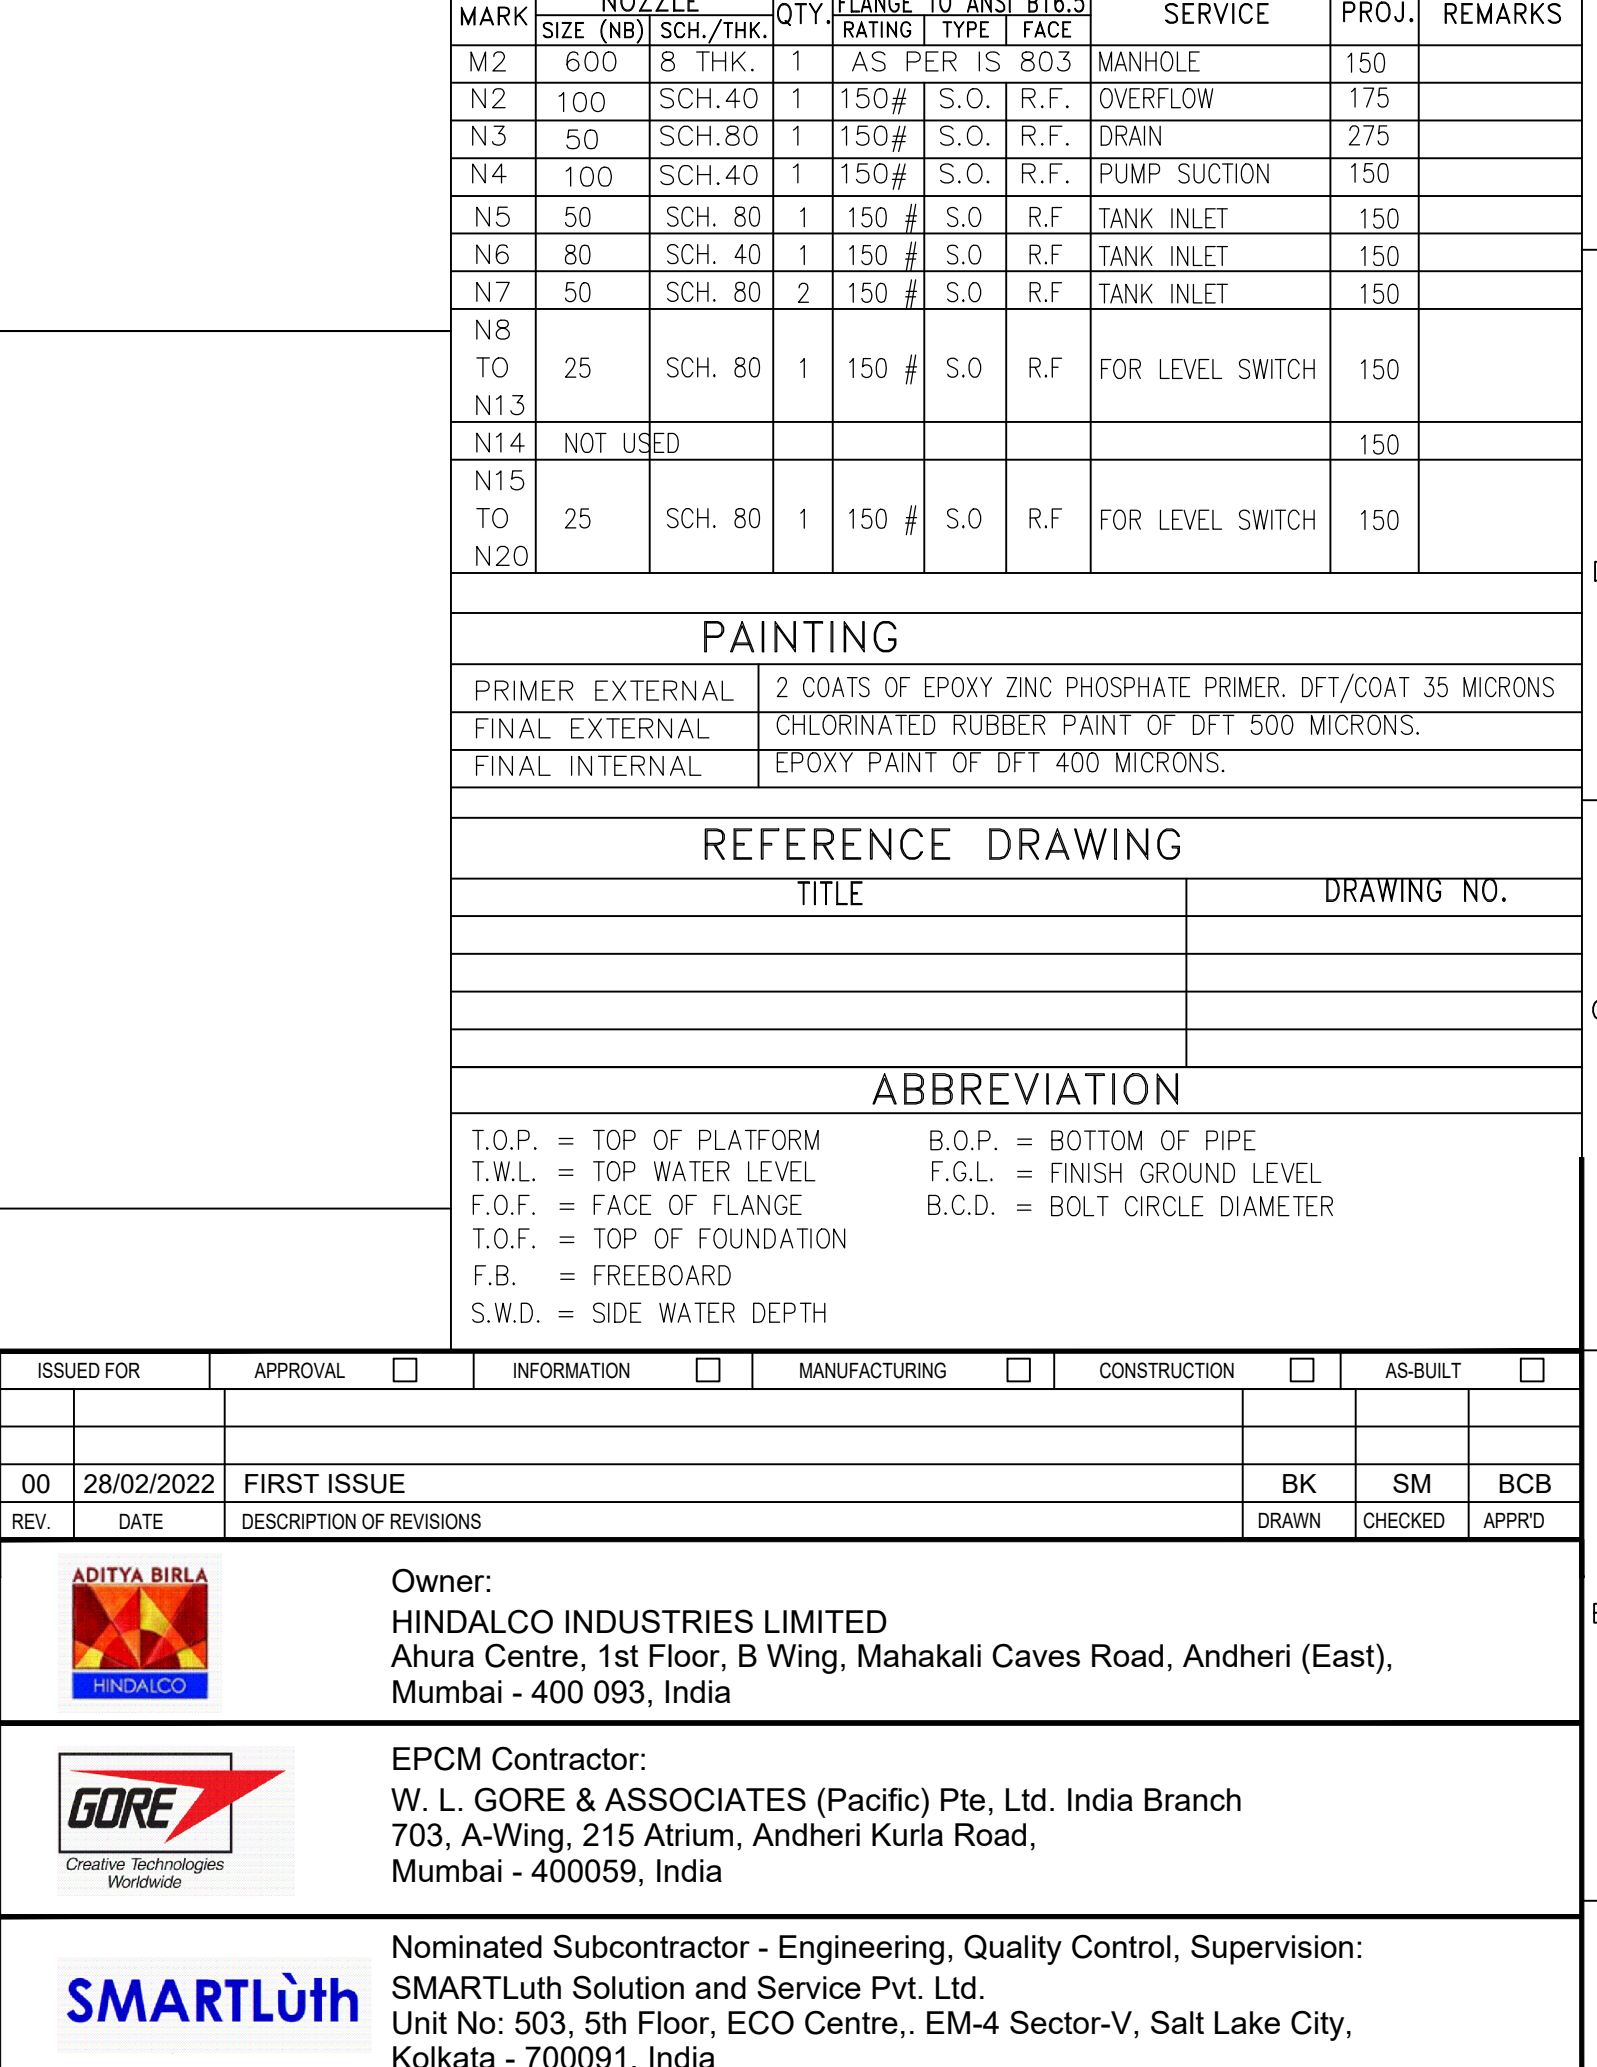 MARK NOZZLE QTY. FLANGE TO ANSI B16.5 SERVICE PROJ. REMARKS
SIZE (NB) SCH./THK. RATING TYPE FACE
M2 600 8 THK. 1 AS PER IS 803 MANHOLE 150
N2 100 SCH.40 1 150# S.O. R.F. OVERFLOW 175
N3 50 SCH.80 1 150# S.O. R.F. DRAIN 275
N4 100 SCH.40 1 150# S.O. R.F. PUMP SUCTION 150
N5 50 SCH. 80 1 150 # S.O R.F TANK INLET 150
N6 80 SCH. 40 1 150 # S.O R.F TANK INLET 150
N7 50 SCH. 80 2 150 # S.O R.F TANK INLET 150
N8
TO 25 SCH. 80 1 150 # S.O R.F FOR LEVEL SWITCH 150
N13
N14 NOT USED 150
N15
TO 25 SCH. 80 1 150 # S.O R.F FOR LEVEL SWITCH 150
N20
PAINTING
PRIMER EXTERNAL 2 COATS OF EPOXY ZINC PHOSPHATE PRIMER. DFT/COAT 35 MICRONS
FINAL EXTERNAL CHLORINATED RUBBER PAINT OF DFT 500 MICRONS.
FINAL INTERNAL EPOXY PAINT OF DFT 400 MICRONS.
REFERENCE DRAWING
TITLE DRAWING NO.
ABBREVIATION
T.O.P. = TOP OF PLATFORM B.O.P. = BOTTOM OF PIPE
T.W.L. = TOP WATER LEVEL F.G.L. = FINISH GROUND LEVEL
F.O.F. = FACE OF FLANGE B.C.D. = BOLT CIRCLE DIAMETER
T.O.F. = TOP OF FOUNDATION
F.B. = FREEBOARD
S.W.D. = SIDE WATER DEPTH
ISSUED FOR APPROVAL INFORMATION MANUFACTURING CONSTRUCTION AS-BUILT
00 28/02/2022 FIRST ISSUE BK SM BCB
REV. DATE DESCRIPTION OF REVISIONS DRAWN CHECKED APPR'D
ADITYA BIRLA
HINDALCO
Owner:
HINDALCO INDUSTRIES LIMITED
Ahura Centre, 1st Floor, B Wing, Mahakali Caves Road, Andheri (East),
Mumbai - 400 093, India
GORE
Creative Technologies
Worldwide
EPCM Contractor:
W. L. GORE & ASSOCIATES (Pacific) Pte, Ltd. India Branch
703, A-Wing, 215 Atrium, Andheri Kurla Road,
Mumbai - 400059, India
SMARTLùth
Nominated Subcontractor - Engineering, Quality Control, Supervision:
SMARTLuth Solution and Service Pvt. Ltd.
Unit No: 503, 5th Floor, ECO Centre,. EM-4 Sector-V, Salt Lake City,
Kolkata - 700091, India